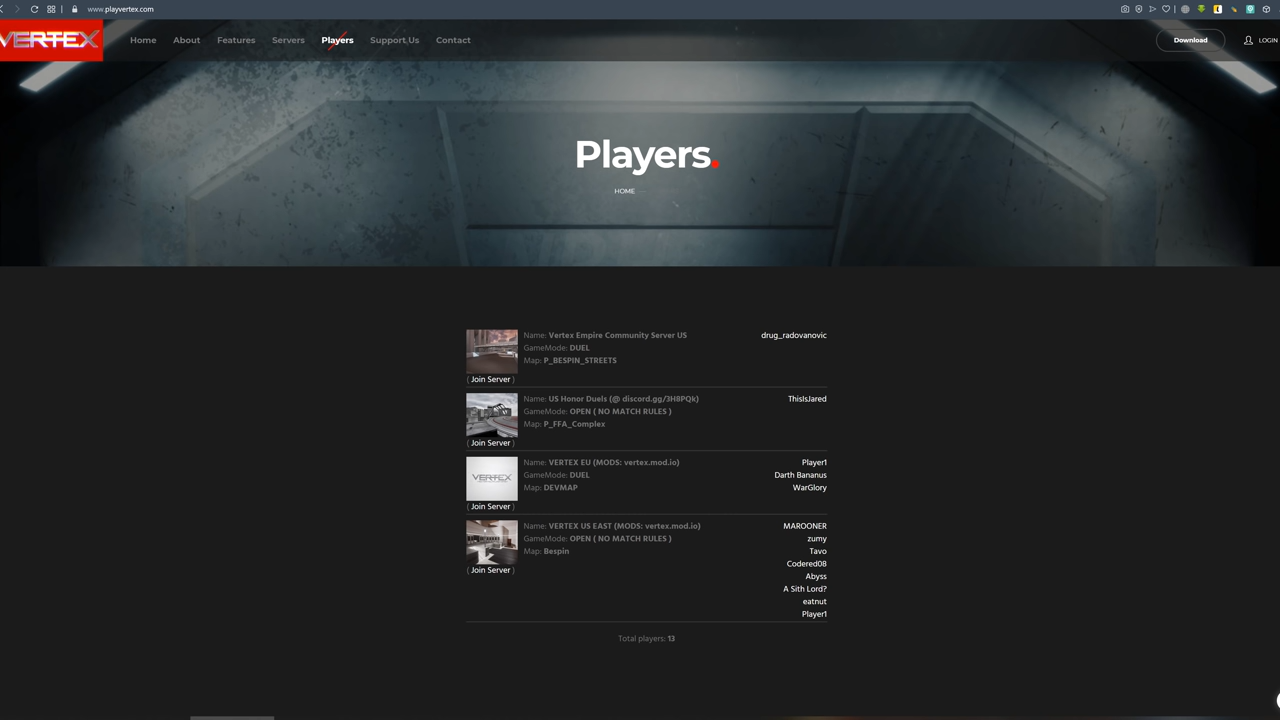 www.playvertex.com
VERTEX
Home About Features Servers Players Support Us Contact
Download LOGIN
Players.
HOME
Name: Vertex Empire Community Server US drug_radovanovic
GameMode: DUEL
Map: P_BESPIN_STREETS
( Join Server )
Name: US Honor Duels (@ discord.gg/3H8PQk) ThisIsJared
GameMode: OPEN ( NO MATCH RULES )
Map: P_FFA_Complex
( Join Server )
Name: VERTEX EU (MODS: vertex.mod.io) Player1
GameMode: DUEL Darth Bananus
Map: DEVMAP WarGlory
VERTEX
( Join Server )
Name: VERTEX US EAST (MODS: vertex.mod.io) MAROONER
GameMode: OPEN ( NO MATCH RULES ) zumy
Map: Bespin Tavo
Codered08
( Join Server ) Abyss
A Sith Lord?
eatnut
Player1
Total players: 13